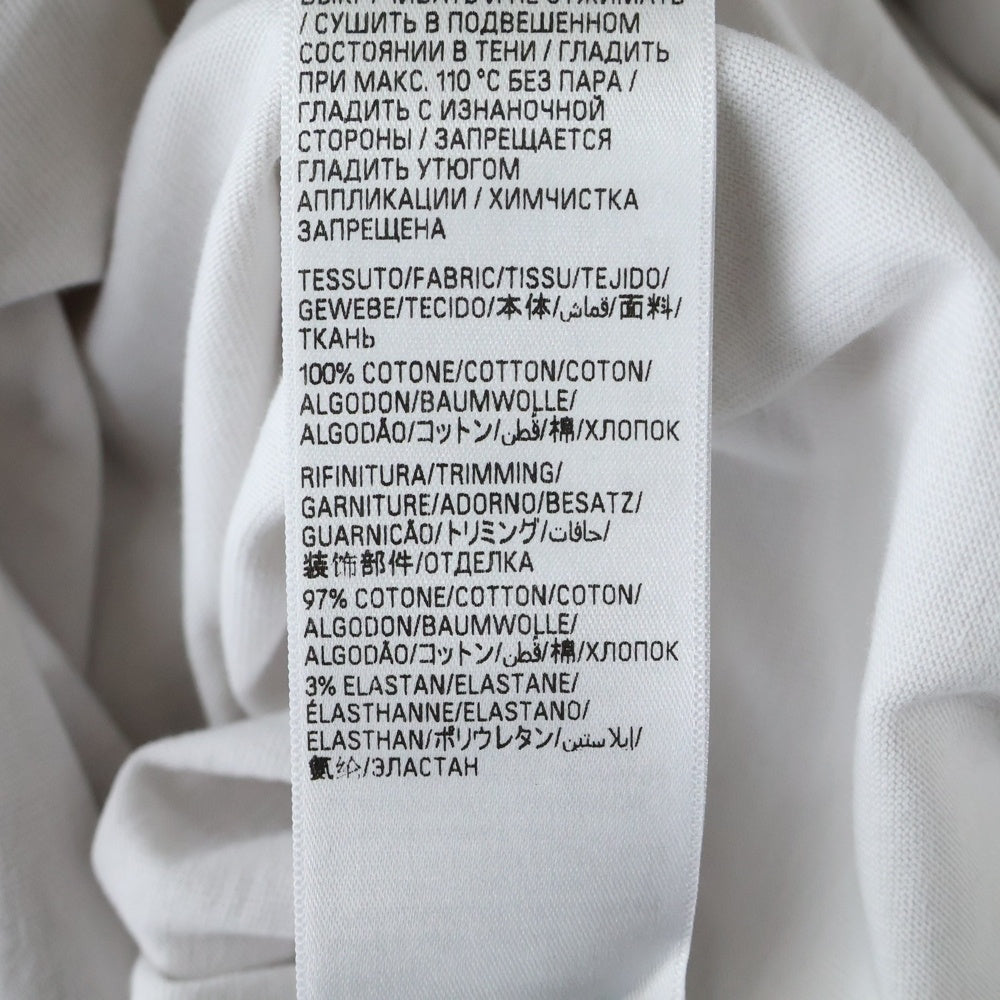 ВЫКРУЧИВАТЬ И НЕ ОТЖИМАТЬ
/ СУШИТЬ В ПОДВЕШЕННОМ
СОСТОЯНИИ В ТЕНИ / ГЛАДИТЬ
ПРИ МАКС. 110 °C БЕЗ ПАРА /
ГЛАДИТЬ С ИЗНАНОЧНОЙ
СТОРОНЫ / ЗАПРЕЩАЕТСЯ
ГЛАДИТЬ УТЮГОМ
АППЛИКАЦИИ / ХИМЧИСТКА
ЗАПРЕЩЕНА
TESSUTO/FABRIC/TISSU/TEJIDO/
GEWEBE/TECIDO/本体/قماش/面料/
ТКАНЬ
100% COTONE/COTTON/COTON/
ALGODON/BAUMWOLLE/
ALGODÃO/コットン/قطن/棉/ХЛОПОК
RIFINITURA/TRIMMING/
GARNITURE/ADORNO/BESATZ/
GUARNICÃO/トリミング/حافات/
装饰部件/ОТДЕЛКА
97% COTONE/COTTON/COTON/
ALGODON/BAUMWOLLE/
ALGODÃO/コットン/قطن/棉/ХЛОПОК
3% ELASTAN/ELASTANE/
ÉLASTHANNE/ELASTANO/
ELASTHAN/ポリウレタン/إيلاستين/
氨纶/ЭЛАСТАН